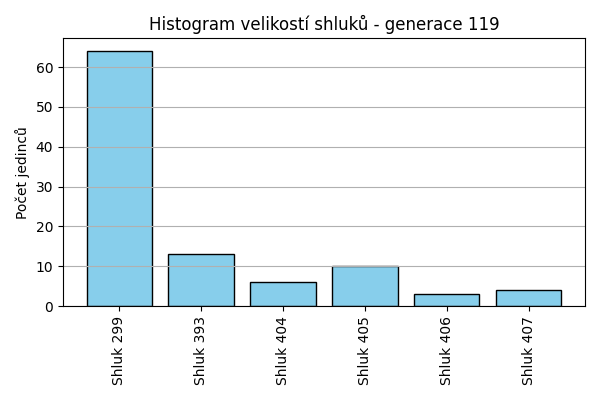 Histogram velikostí shluků - generace 119
Počet jedinců
60
50
40
30
20
10
0
Shluk 299
Shluk 393
Shluk 404
Shluk 405
Shluk 406
Shluk 407